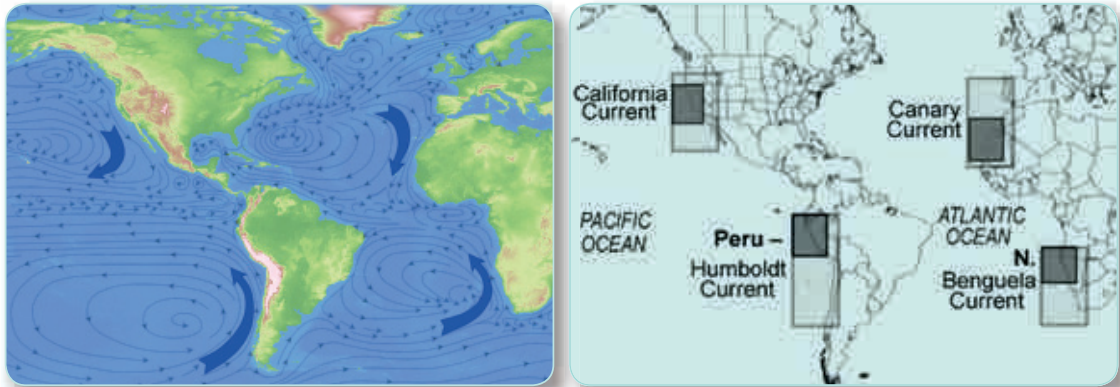 California
Current
Canary
Current
PACIFIC
OCEAN
ATLANTIC
OCEAN
Peru –
Humboldt
Current
N.
Benguela
Current